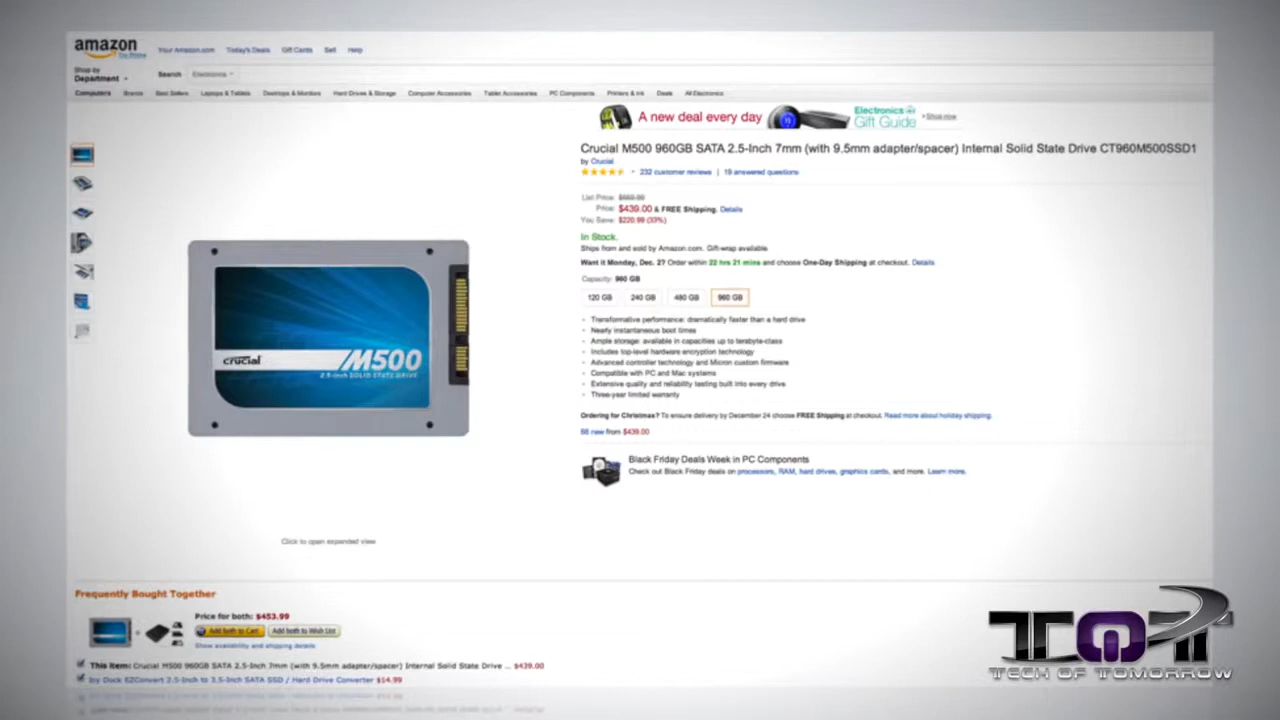 amazon
Try Prime
Your Amazon.com Today's Deals Gift Cards Sell Help
Shop by
Department
Search Electronics
Computers Brands Best Sellers Laptops & Tablets Desktops & Monitors Hard Drives & Storage Computer Accessories Tablet Accessories PC Components Printers & Ink Deals All Electronics
A new deal every day
Electronics
Gift Guide
Shop now
Crucial M500 960GB SATA 2.5-Inch 7mm (with 9.5mm adapter/spacer) Internal Solid State Drive CT960M500SSD1
by Crucial
232 customer reviews | 19 answered questions
List Price:
Price: $439.00 & FREE Shipping. Details
You Save: $220.99 (33%)
In Stock.
Ships from and sold by Amazon.com. Gift-wrap available.
Want it Monday, Dec. 2? Order within 22 hrs 21 mins and choose One-Day Shipping at checkout. Details
Capacity: 960 GB
120 GB 240 GB 480 GB 960 GB
Transformative performance: dramatically faster than a hard drive
Nearly instantaneous boot times
Ample storage: available in capacities up to terabyte-class
Includes top-level hardware encryption technology
Advanced controller technology and Micron custom firmware
Compatible with PC and Mac systems
Extensive quality and reliability testing built into every drive
Three-year limited warranty
crucial M500
2.5-inch SOLID STATE DRIVE
Ordering for Christmas? To ensure delivery by December 24 choose FREE Shipping at checkout. Read more about holiday shipping.
68 new from $439.00
Black Friday Deals Week in PC Components
Check out Black Friday deals on processors, RAM, hard drives, graphics cards, and more. Learn more.
Click to open expanded view
Frequently Bought Together
Price for both: $453.99
Add both to Cart Add both to Wish List
Show availability and shipping details
This item: Crucial M500 960GB SATA 2.5-Inch 7mm (with 9.5mm adapter/spacer) Internal Solid State Drive ... $439.00
Icy Dock EZConvert 2.5-Inch to 3.5-Inch SATA SSD / Hard Drive Converter $14.99
TOT
TECH OF TOMORROW